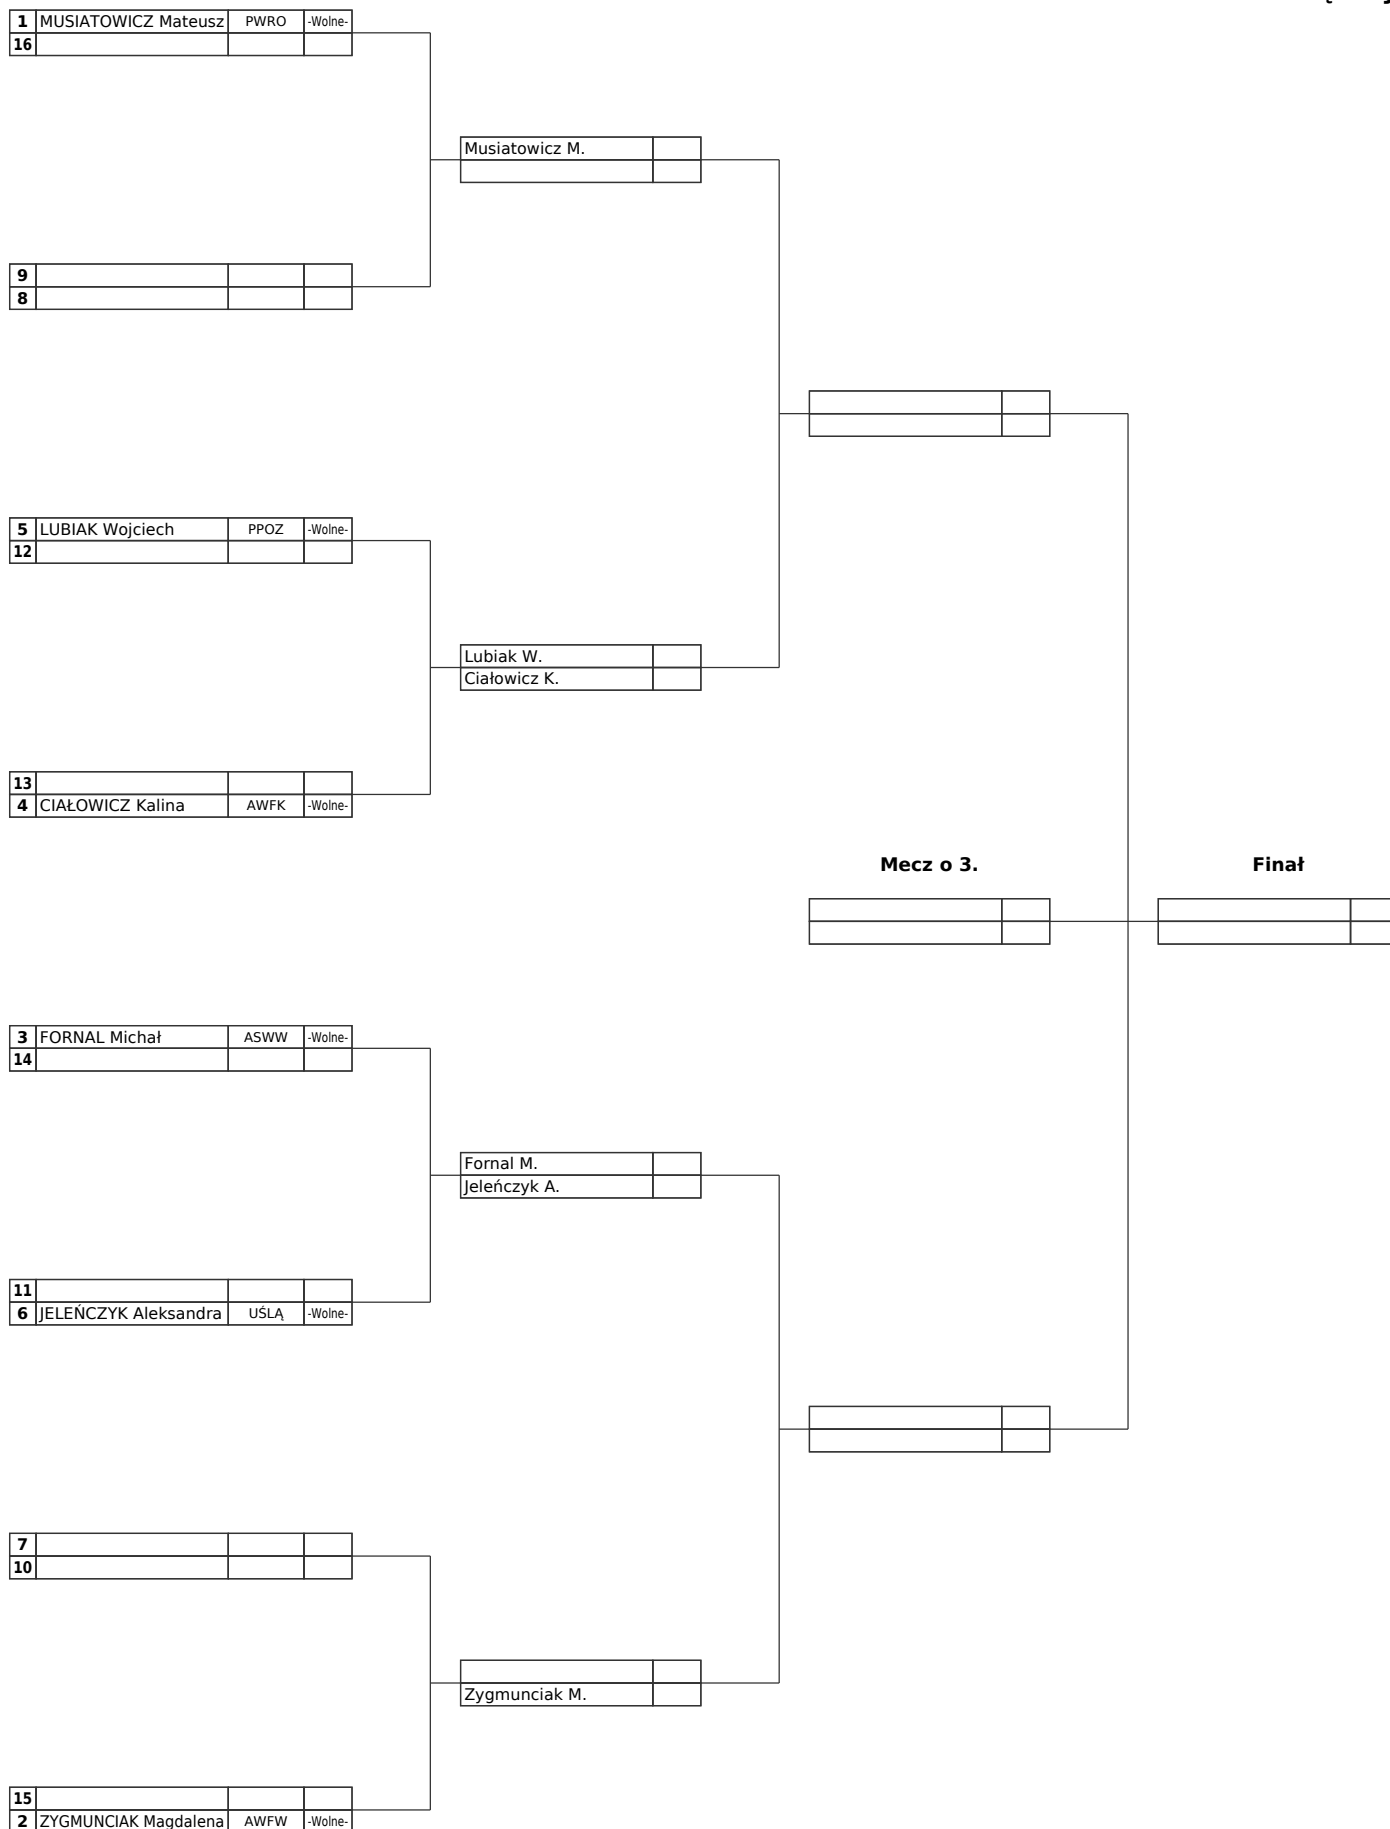 1 MUSIATOWICZ Mateusz PWRO -Wolne-
16
Musiatowicz M.
9
8
5 LUBIAK Wojciech PPOZ -Wolne-
12
Lubiak W.
Ciałowicz K.
13
4 CIAŁOWICZ Kalina AWFK -Wolne-
Mecz o 3. Finał
3 FORNAL Michał ASWW -Wolne-
14
Fornal M.
Jeleńczyk A.
11
6 JELEŃCZYK Aleksandra UŚLĄ -Wolne-
7
10
Zygmunciak M.
15
2 ZYGMUNCIAK Magdalena AWFW -Wolne-